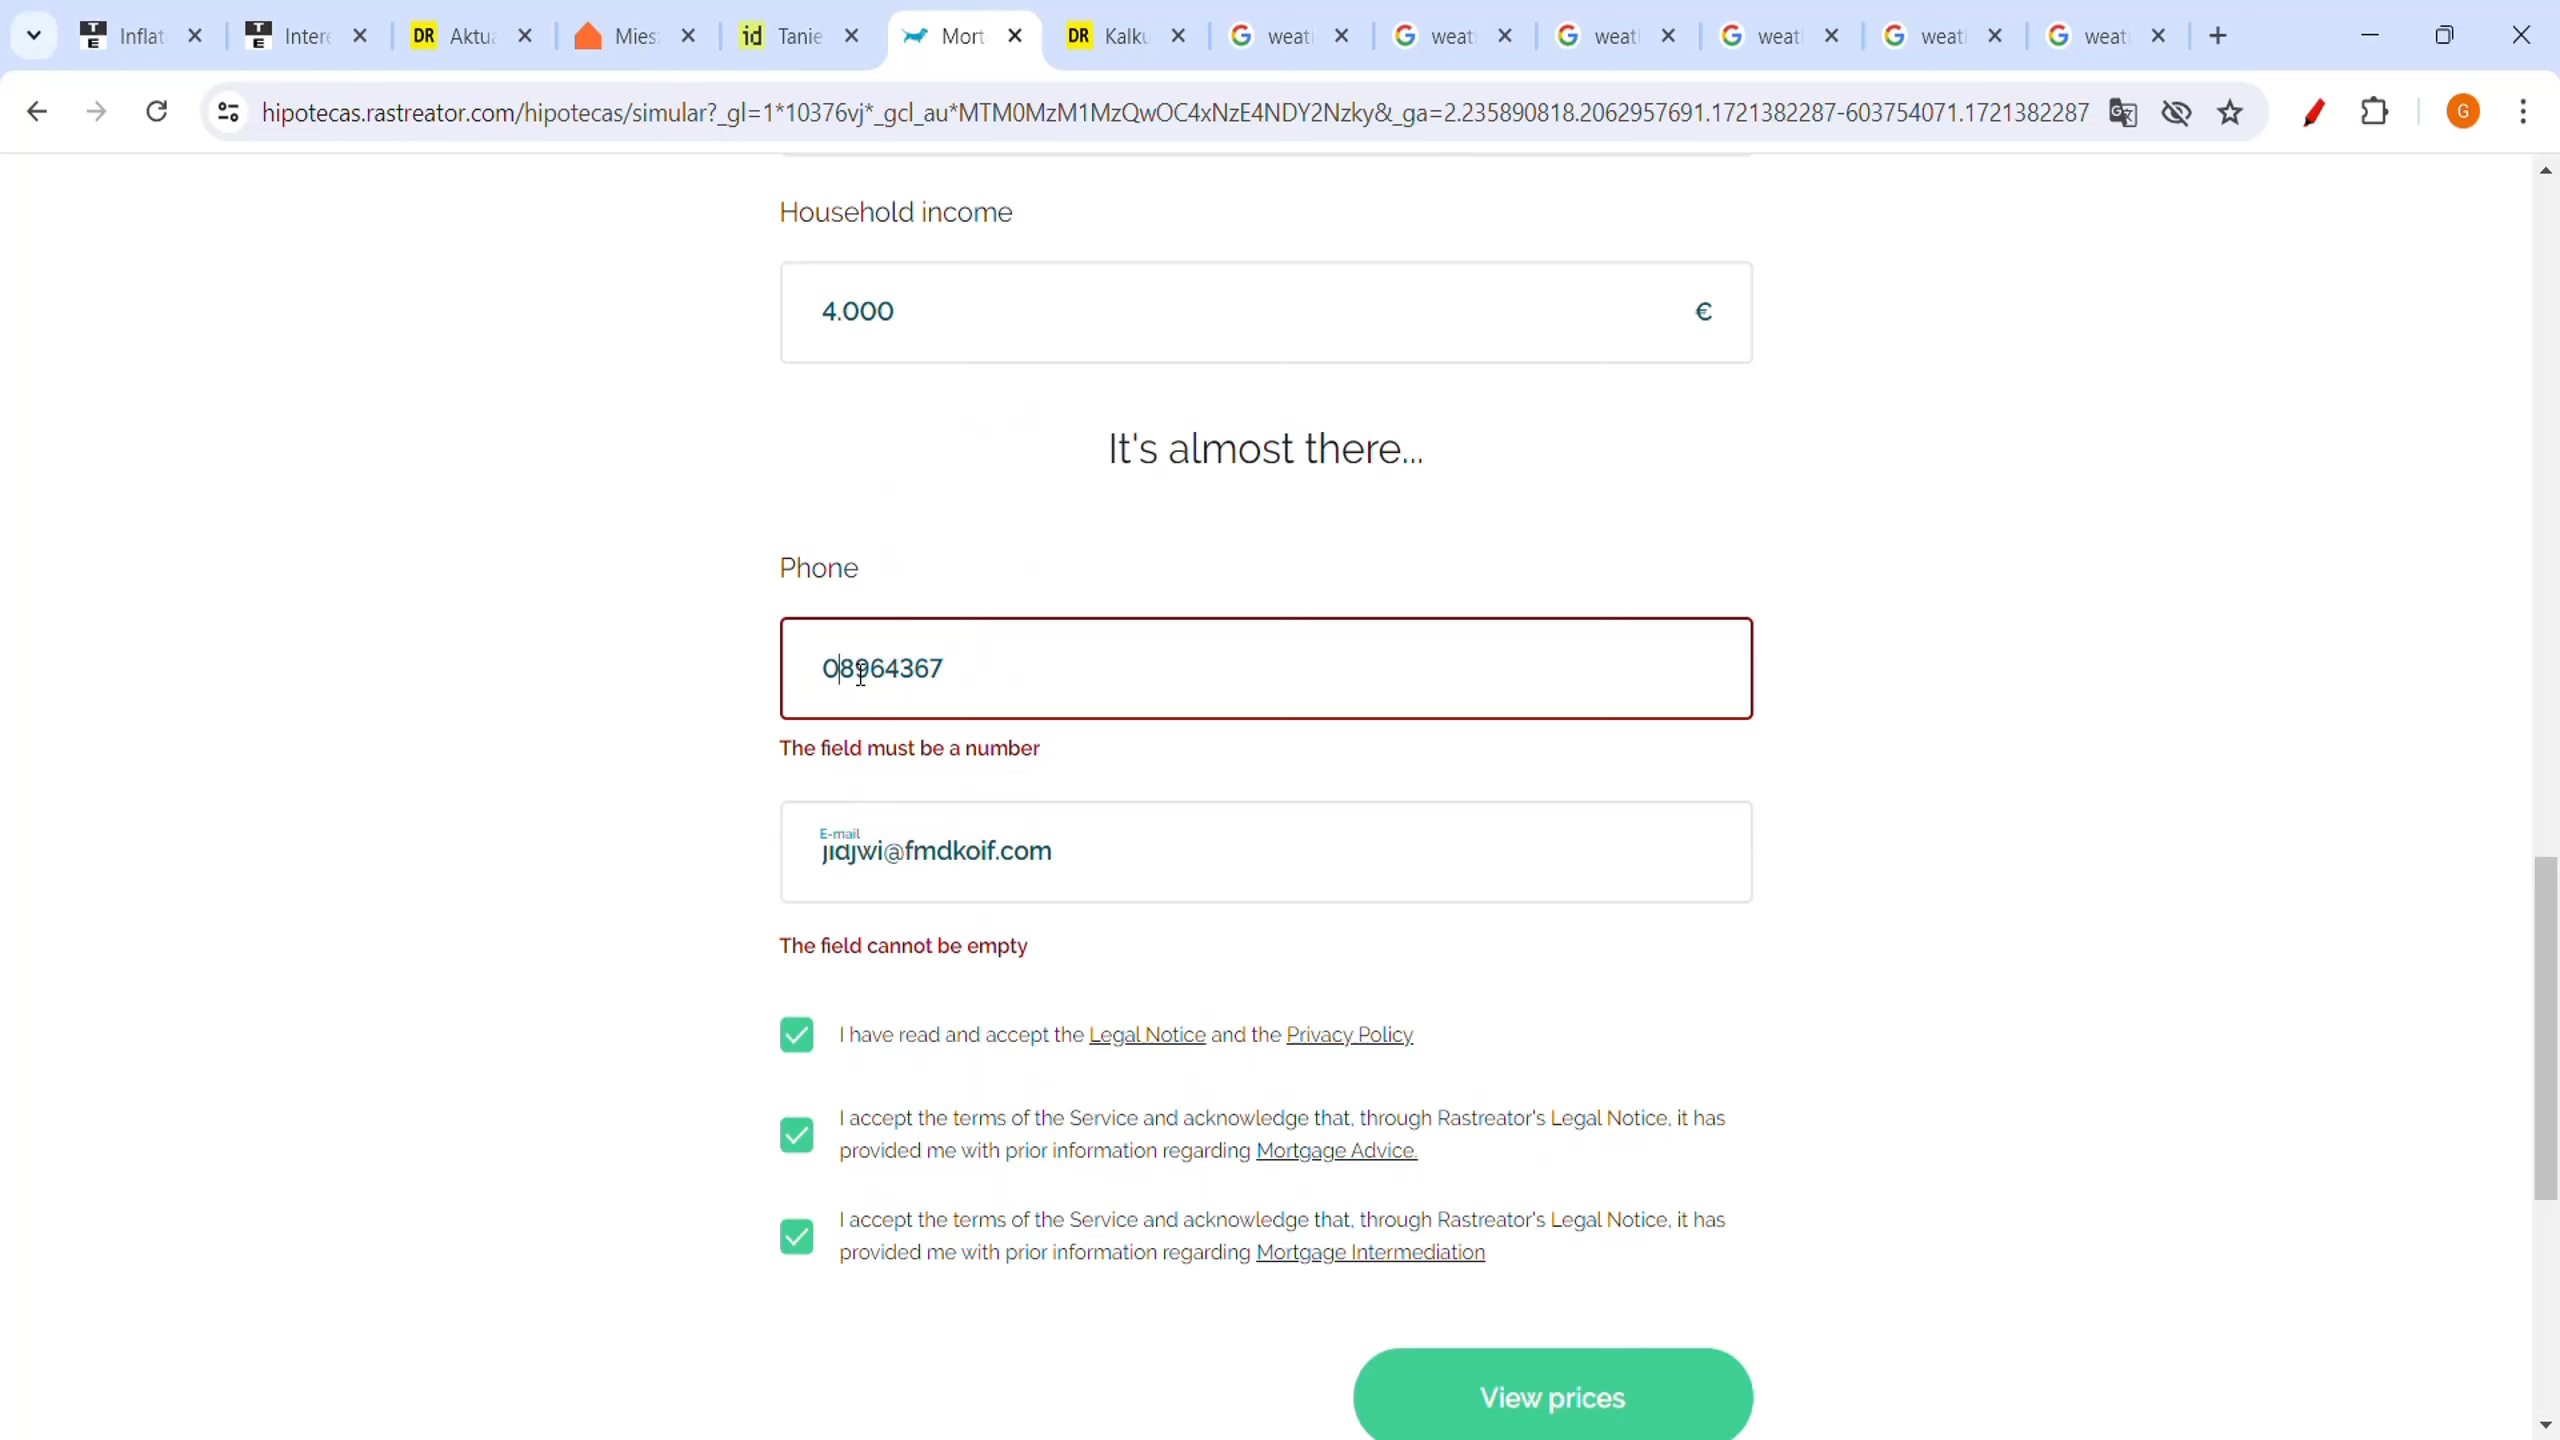 Inflat
Inter
DR Aktua
Mies
id Tanie
Mort
DR Kalku
weat
weat
weat
weat
weat
weat
hipotecas.rastreator.com/hipotecas/simular?_gl=1*10376vj*_gcl_au*MTM0MzM1MzQwOC4xNzE4NDY2Nzky&_ga=2.235890818.2062957691.1721382287-603754071.1721382287
G
Household income
4.000 €
It's almost there...
Phone
08964367
The field must be a number
E-mail
jidjwi@fmdkoif.com
The field cannot be empty
I have read and accept the Legal Notice and the Privacy Policy
I accept the terms of the Service and acknowledge that, through Rastreator's Legal Notice, it has
provided me with prior information regarding Mortgage Advice.
I accept the terms of the Service and acknowledge that, through Rastreator's Legal Notice, it has
provided me with prior information regarding Mortgage Intermediation
View prices